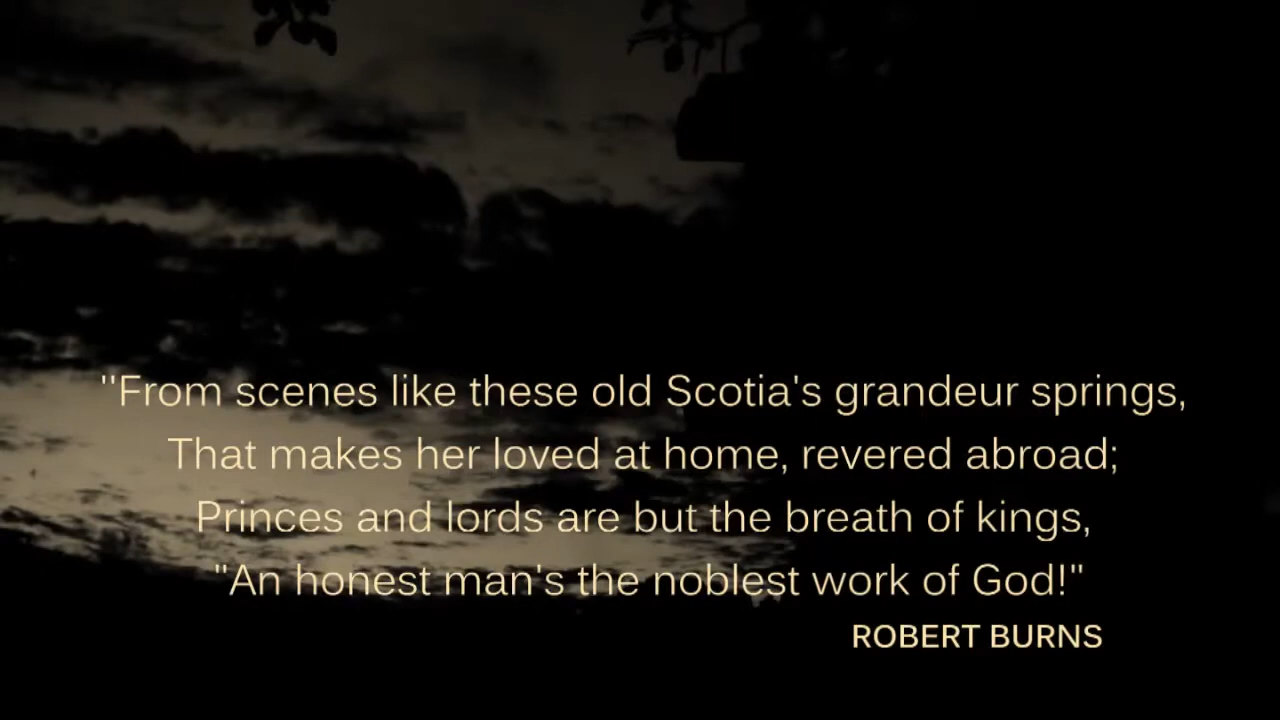 "From scenes like these old Scotia's grandeur springs,
That makes her loved at home, revered abroad;
Princes and lords are but the breath of kings,
"An honest man's the noblest work of God!"
ROBERT BURNS